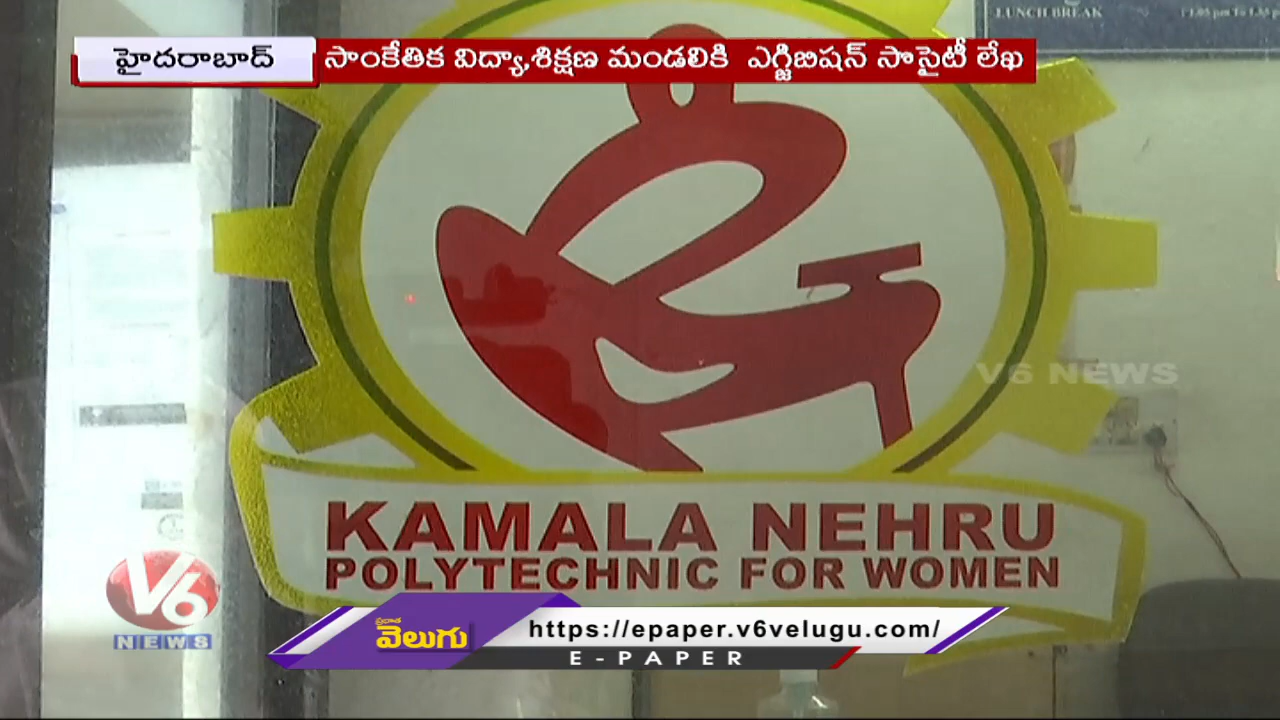 LUNCH BREAK
హైదరాబాద్
సాంకేతిక విద్యా,శిక్షణ మండలికి ఎగ్జిబిషన్ సొసైటీ లేఖ
V6 NEWS
KAMALA NEHRU
POLYTECHNIC FOR WOMEN
V6
NEWS
ప్రభాత
వెలుగు
https://epaper.v6velugu.com/
E-PAPER